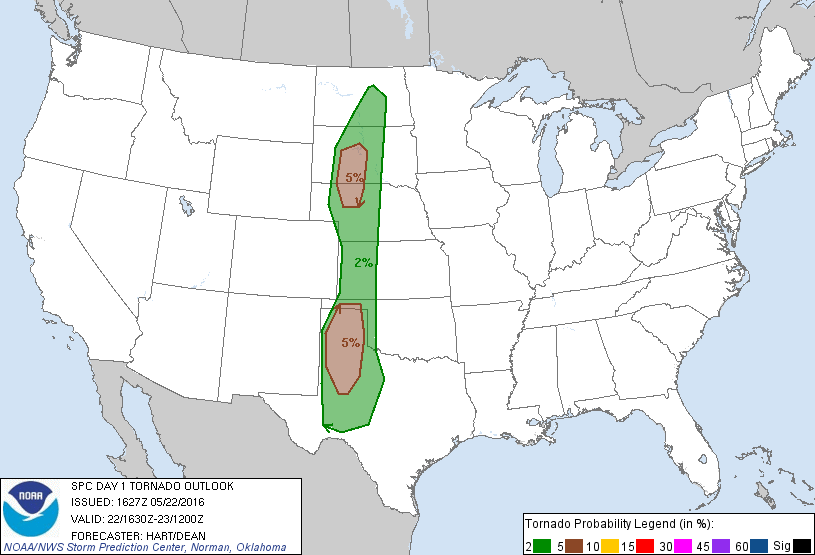 5%
2%
5%
NOAA
SPC DAY 1 TORNADO OUTLOOK
ISSUED: 1627Z 05/22/2016
VALID: 22/1630Z-23/1200Z
FORECASTER: HART/DEAN
NOAA/NWS Storm Prediction Center, Norman, Oklahoma
Tornado Probability Legend (in %):
2 5 10 15 30 45 60 Sig